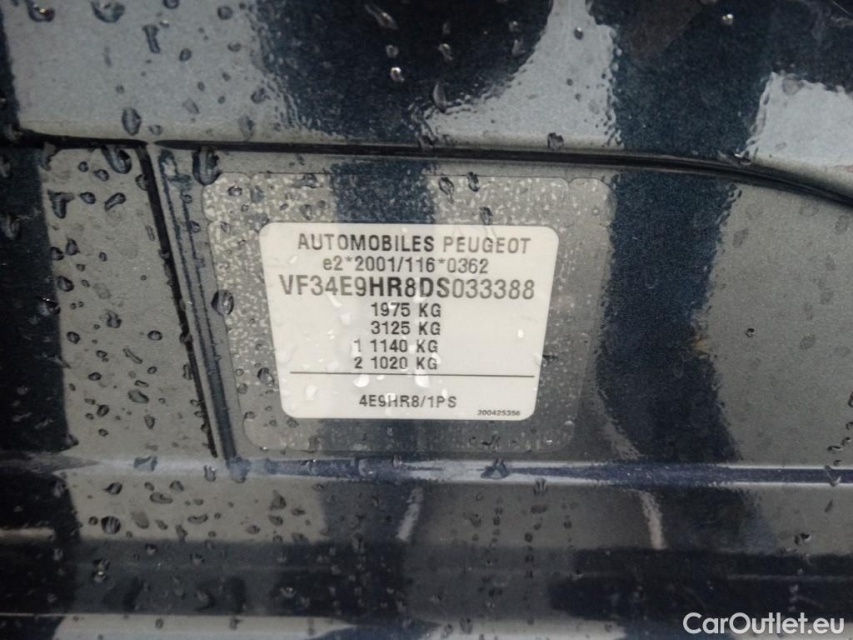 AUTOMOBILES PEUGEOT
e2*2001/116*0362
VF34E9HR8DS033388
1975 KG
3125 KG
1 1140 KG
2 1020 KG
4E9HR8/1PS
200425356
CarOutlet.eu